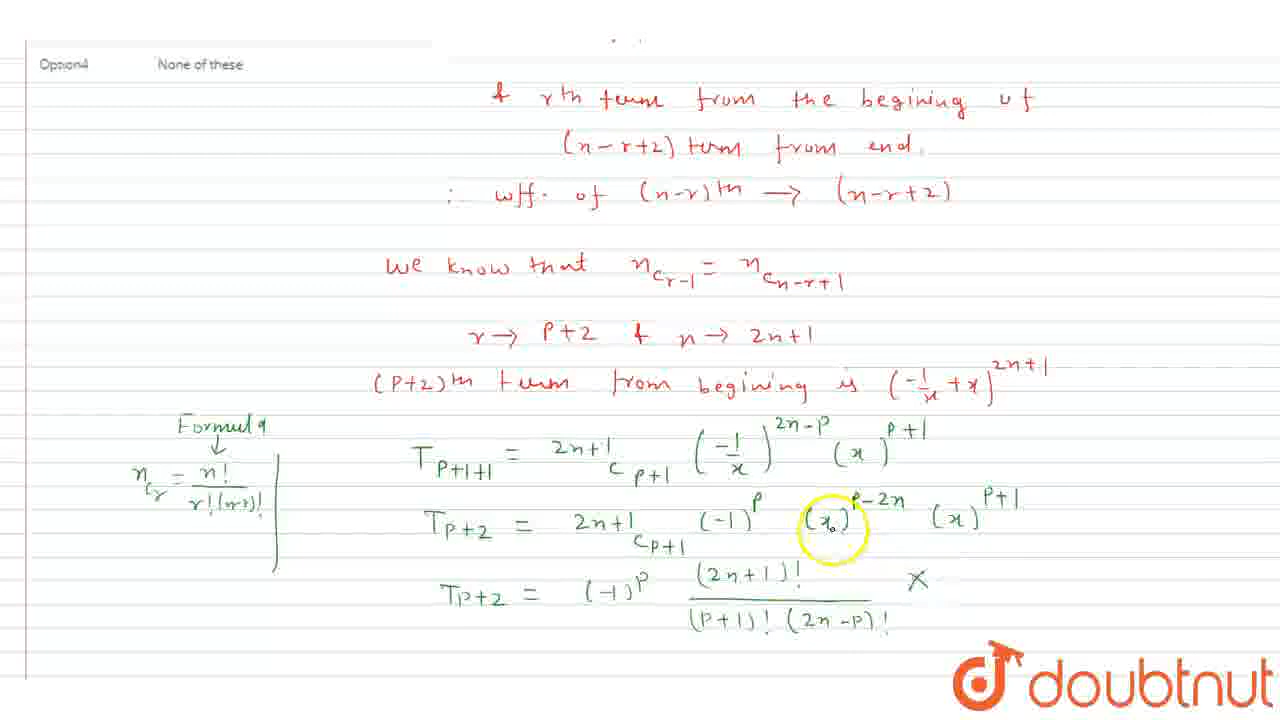 Option4 None of these
& rth term from the begining of
(n-r+2) term from end.
∴ coff. of (n-r)th → (n-r+2)
we know that nCr-1 = nCn-r+1
r → p+2 & n → 2n+1
(p+2)th term from begining is (-1/x + x)^2n+1
Formula
↓
nCr = n!/r!(n-r)!
Tp+1+1 = 2n+1Cp+1 (-1/x)^2n-p (x)^p+1
Tp+2 = 2n+1Cp+1 (-1)^p (x)^p-2n (x)^p+1
Tp+2 = (-1)^p (2n+1)!/(p+1)!(2n-p)! x
doubtnut